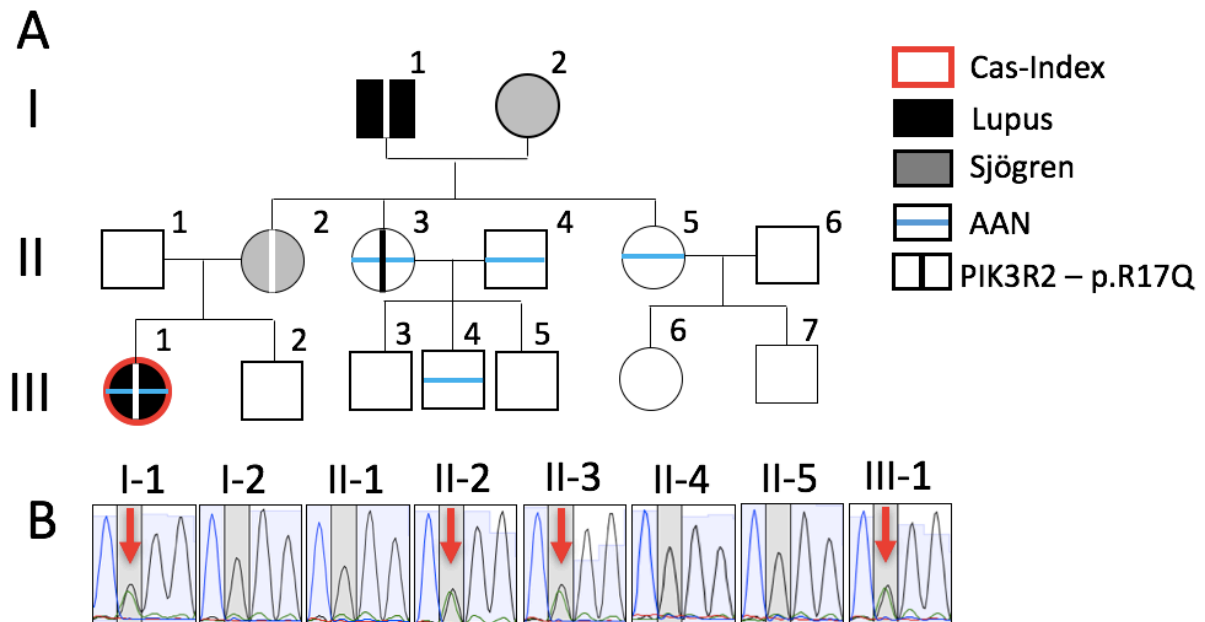 A
I
1
2
Cas-Index
Lupus
Sjögren
AAN
PIK3R2 – p.R17Q
II
1
2
3
4
5
6
III
1
2
3
4
5
6
7
B
I-1
I-2
II-1
II-2
II-3
II-4
II-5
III-1